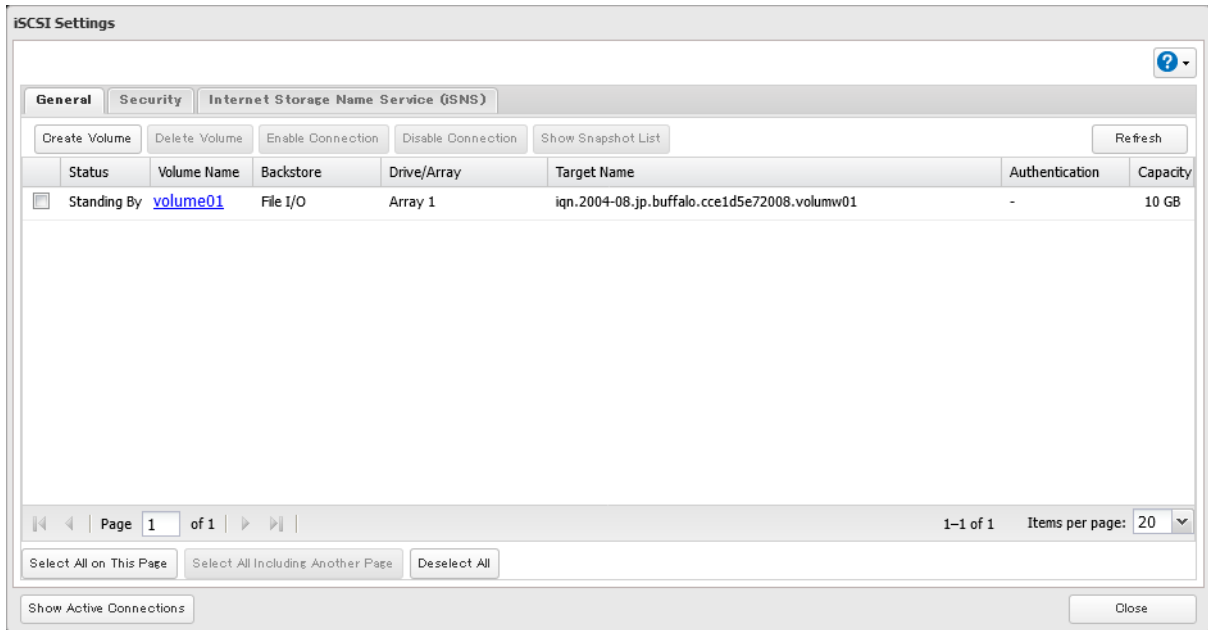 iSCSI Settings
?
General Security Internet Storage Name Service (iSNS)
Create Volume Delete Volume Enable Connection Disable Connection Show Snapshot List Refresh
Status Volume Name Backstore Drive/Array Target Name Authentication Capacity
Standing By volume01 File I/O Array 1 iqn.2004-08.jp.buffalo.cce1d5e72008.volumw01 - 10 GB
Page 1 of 1 1–1 of 1 Items per page: 20
Select All on This Page Select All Including Another Page Deselect All
Show Active Connections Close